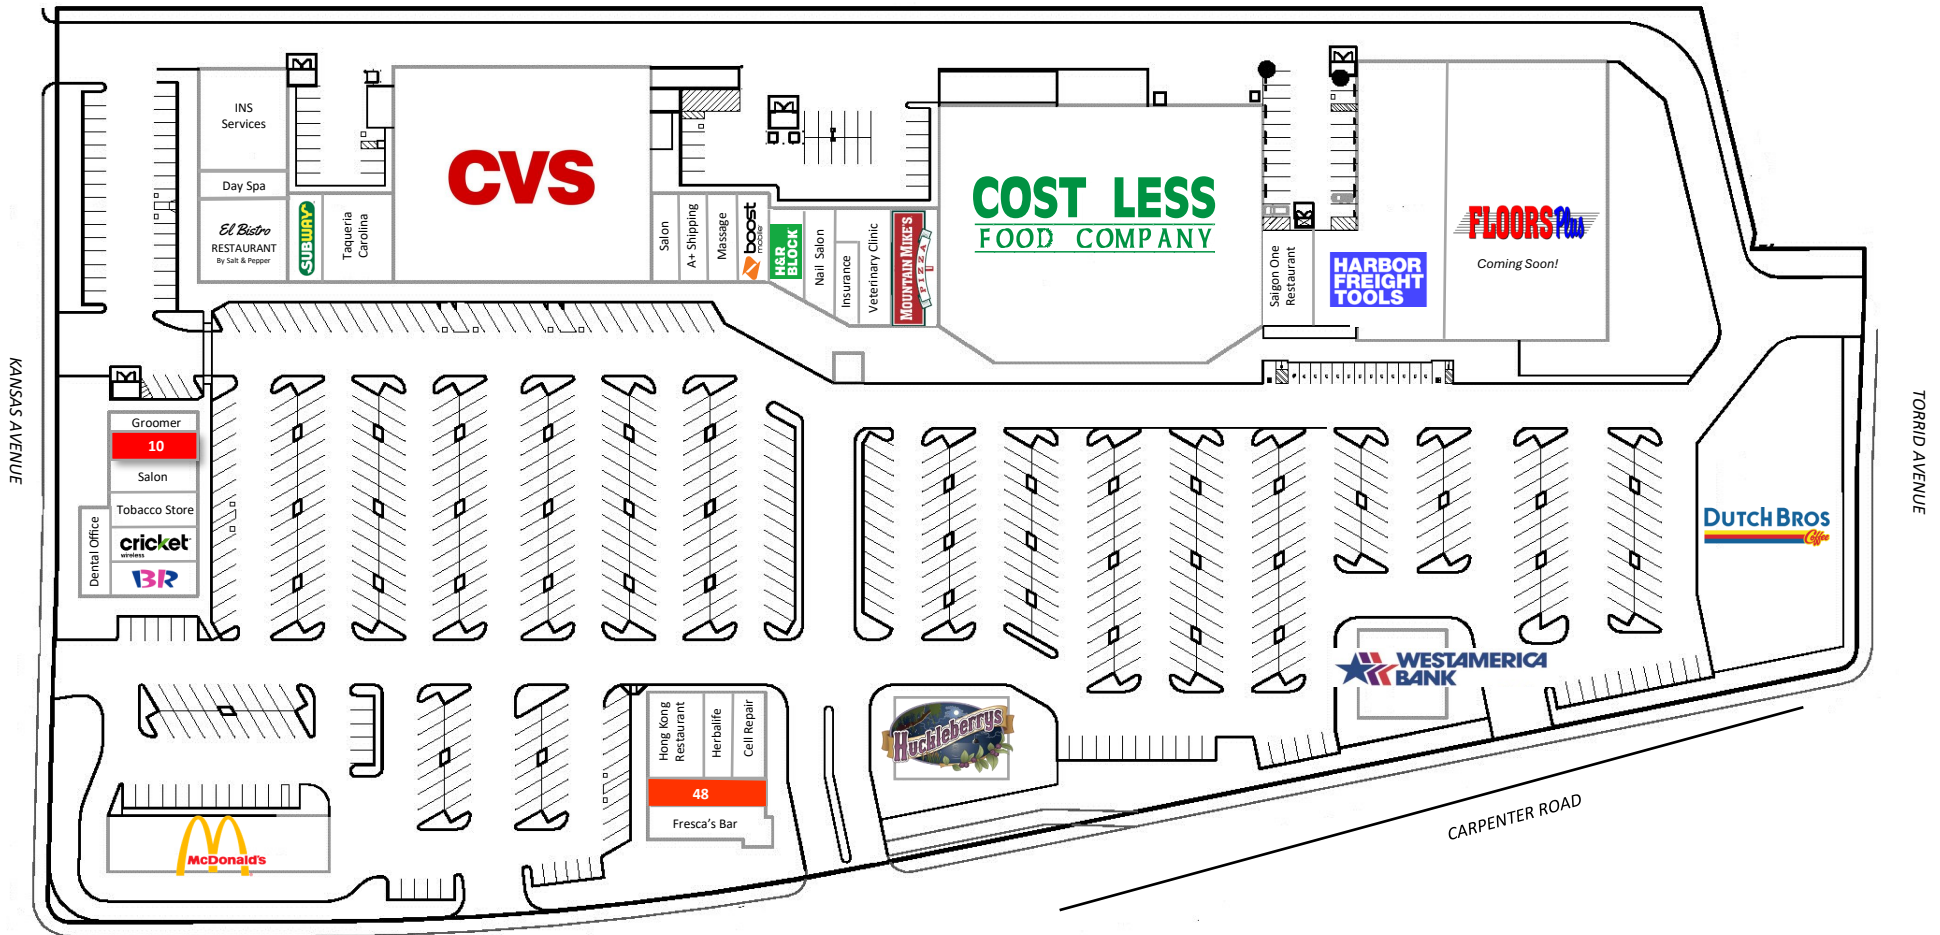 INS
Services
Day Spa
El Bistro
RESTAURANT
By Salt & Pepper
SUBWAY
Taqueria
Carolina
CVS
Salon
A+ Shipping
Massage
boost
mobile
H&R
BLOCK
Nail Salon
Insurance
Veterinary Clinic
MOUNTAIN MIKE'S
PIZZA
COST LESS
FOOD COMPANY
Saigon One
Restaurant
HARBOR
FREIGHT
TOOLS
FLOORS Plus
Coming Soon!
KANSAS AVENUE
TORRID AVENUE
Groomer
10
Salon
Tobacco Store
Dental Office
cricket
wireless
BR
DUTCH BROS
Coffee
WESTAMERICA
BANK
Hong Kong
Restaurant
Herbalife
Cell Repair
48
Fresca's Bar
Huckleberrys
McDonald's
CARPENTER ROAD